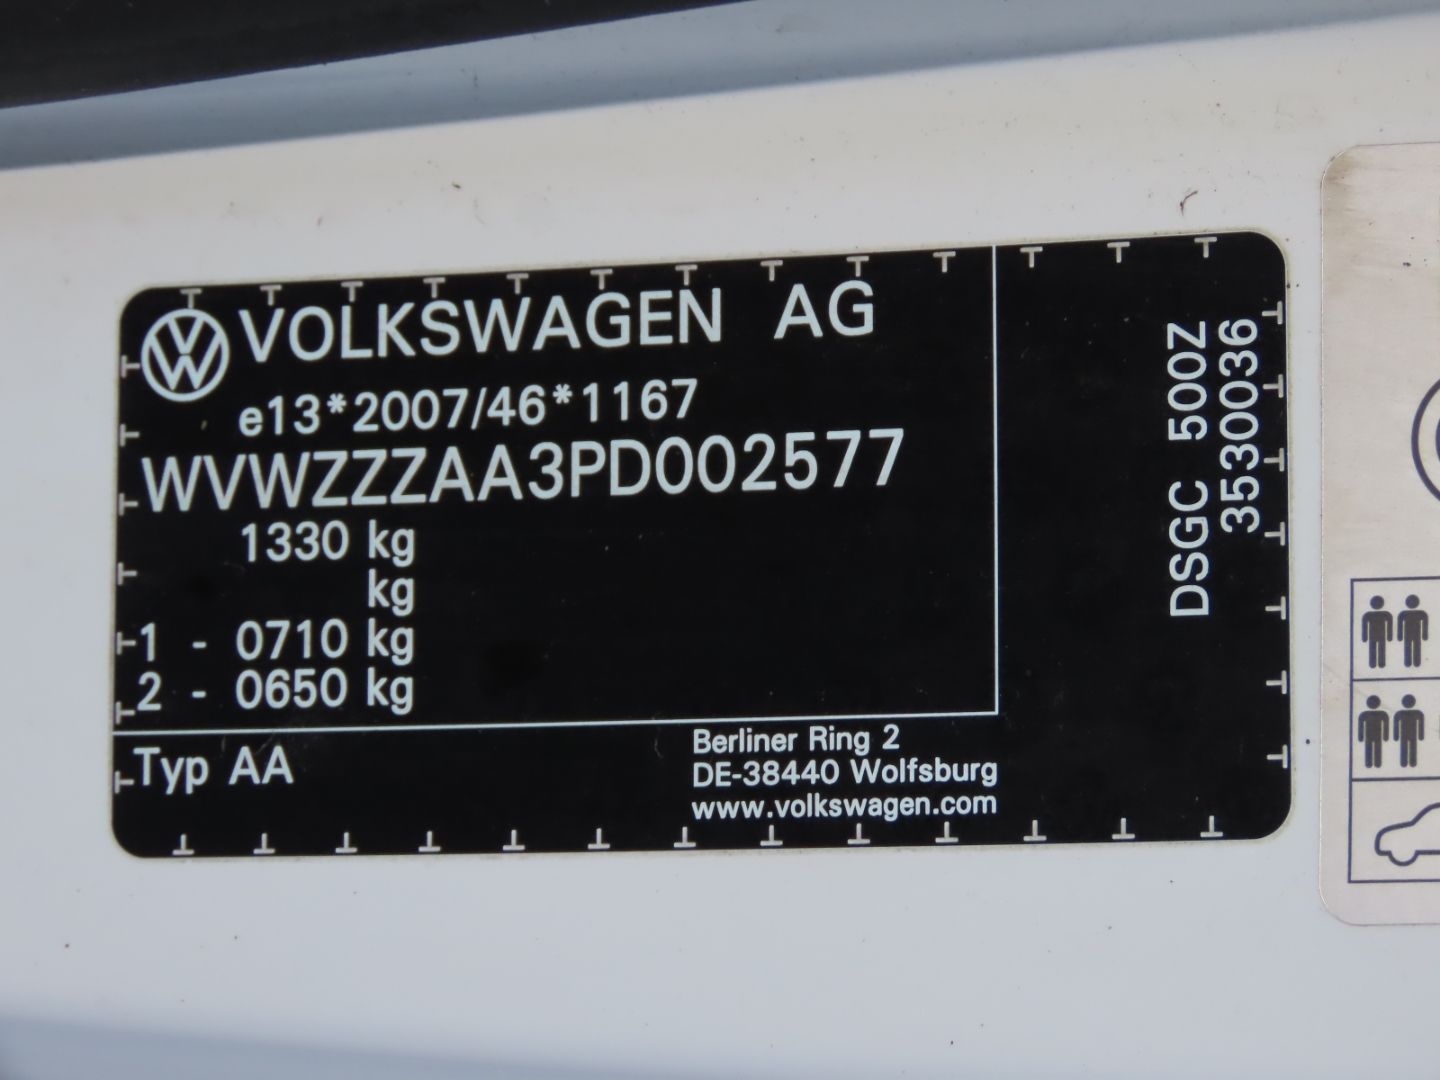 VOLKSWAGEN AG
e13*2007/46*1167
WVWZZZAA3PD002577
1330 kg
kg
1 - 0710 kg
2 - 0650 kg
Typ AA
Berliner Ring 2
DE-38440 Wolfsburg
www.volkswagen.com
DSGC 500Z
3530036